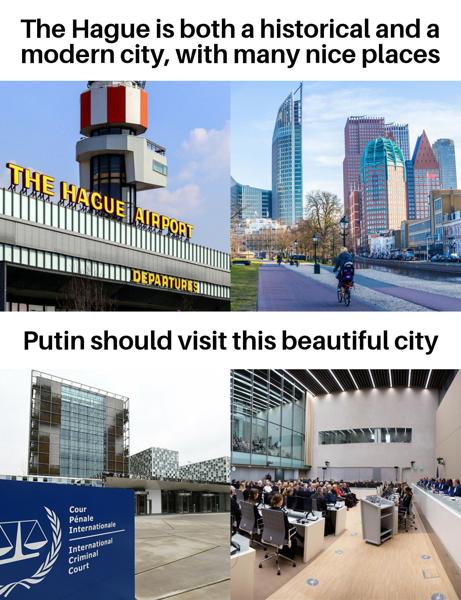 The Hague is both a historical and a
modern city, with many nice places
THE HAGUE AIRPORT
DEPARTURES
Putin should visit this beautiful city
Cour
Pénale
Internationale
International
Criminal
Court